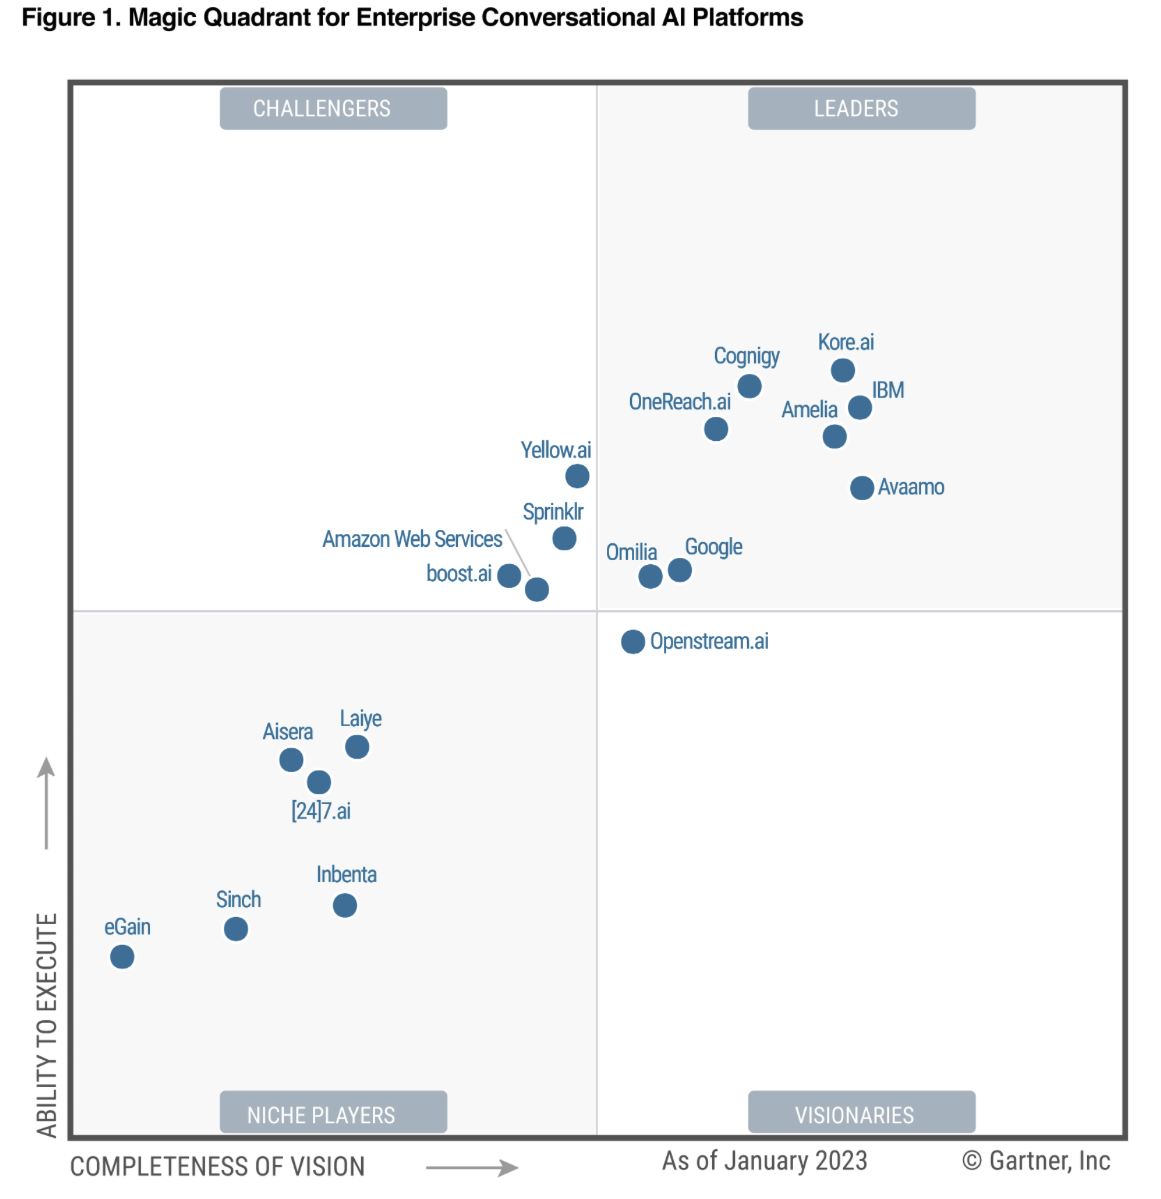 Figure 1. Magic Quadrant for Enterprise Conversational AI Platforms
CHALLENGERS
LEADERS
Kore.ai
Cognigy
IBM
OneReach.ai
Amelia
Yellow.ai
Avaamo
Sprinklr
Amazon Web Services
Omilia
Google
boost.ai
Openstream.ai
Laiye
Aisera
[24]7.ai
Inbenta
Sinch
eGain
ABILITY TO EXECUTE
NICHE PLAYERS
VISIONARIES
COMPLETENESS OF VISION
As of January 2023
© Gartner, Inc